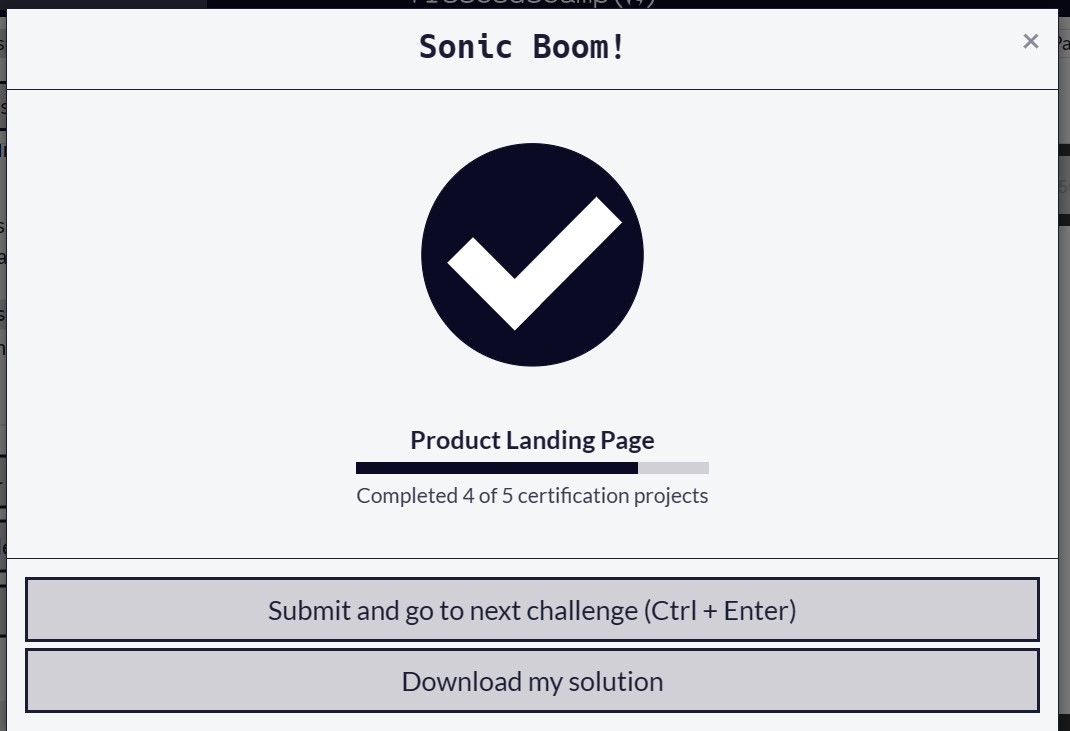 Sonic Boom!
×
Product Landing Page
Completed 4 of 5 certification projects
Submit and go to next challenge (Ctrl + Enter)
Download my solution